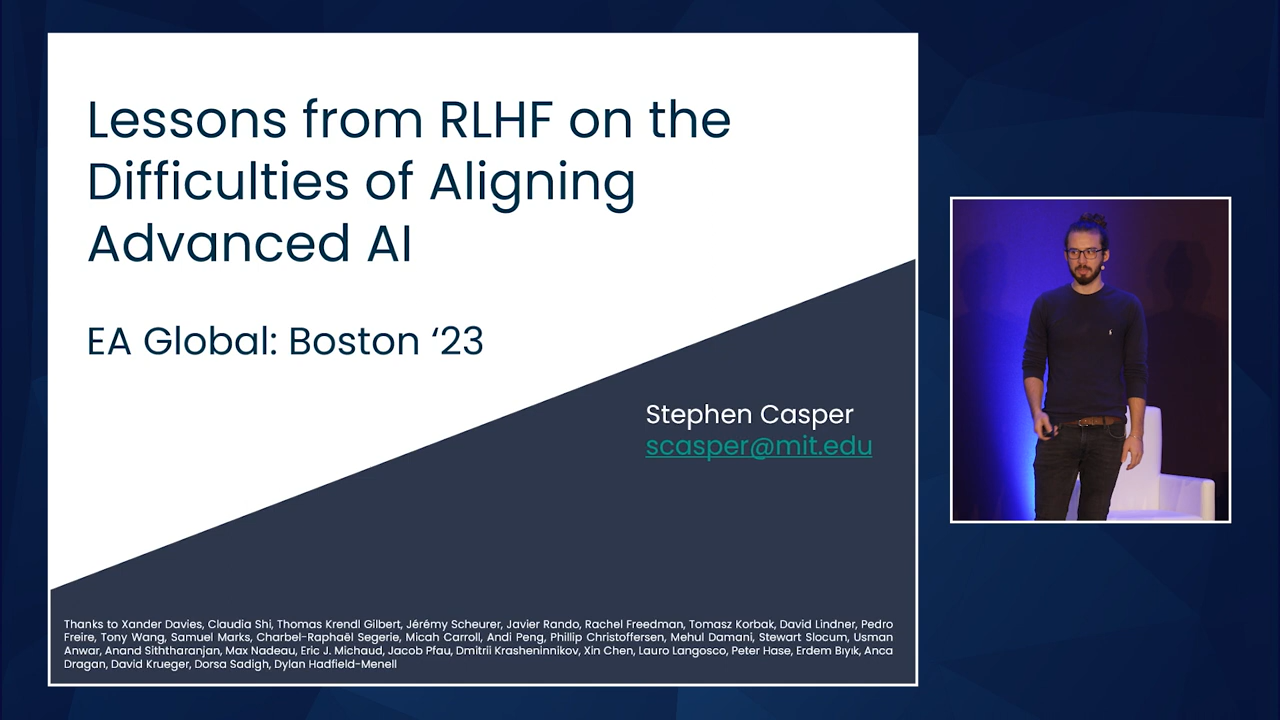 Lessons from RLHF on the
Difficulties of Aligning
Advanced AI
EA Global: Boston ‘23
Stephen Casper
scasper@mit.edu
Thanks to Xander Davies, Claudia Shi, Thomas Krendl Gilbert, Jérémy Scheurer, Javier Rando, Rachel Freedman, Tomasz Korbak, David Lindner, Pedro
Freire, Tony Wang, Samuel Marks, Charbel-Raphaël Segerie, Micah Carroll, Andi Peng, Phillip Christoffersen, Mehul Damani, Stewart Slocum, Usman
Anwar, Anand Siththaranjan, Max Nadeau, Eric J. Michaud, Jacob Pfau, Dmitrii Krasheninnikov, Xin Chen, Lauro Langosco, Peter Hase, Erdem Bıyık, Anca
Dragan, David Krueger, Dorsa Sadigh, Dylan Hadfield-Menell